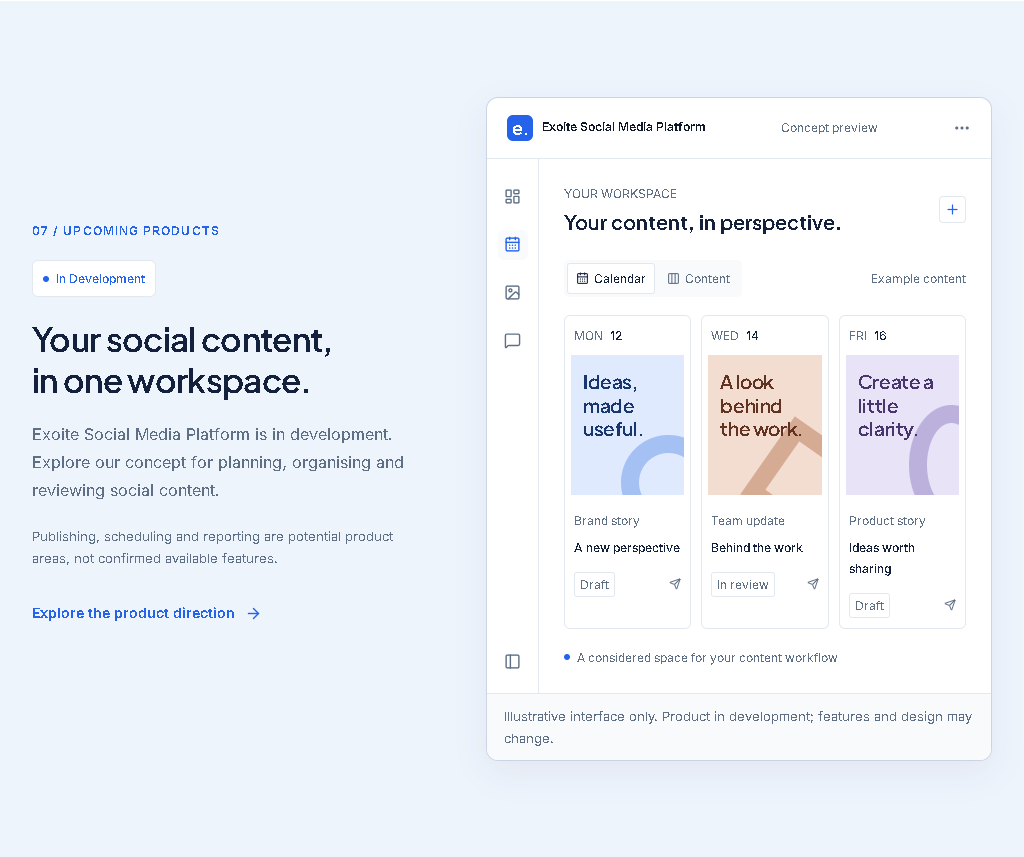 07 / UPCOMING PRODUCTS
In Development
Your social content,
in one workspace.
Exoite Social Media Platform is in development.
Explore our concept for planning, organising and
reviewing social content.
Publishing, scheduling and reporting are potential product
areas, not confirmed available features.
Explore the product direction
e. Exoite Social Media Platform
Concept preview
YOUR WORKSPACE
Your content, in perspective.
Calendar
Content
Example content
MON 12
Ideas,
made
useful.
Brand story
A new perspective
Draft
WED 14
A look
behind
the work.
Team update
Behind the work
In review
FRI 16
Create a
little
clarity.
Product story
Ideas worth
sharing
Draft
A considered space for your content workflow
Illustrative interface only. Product in development; features and design may
change.